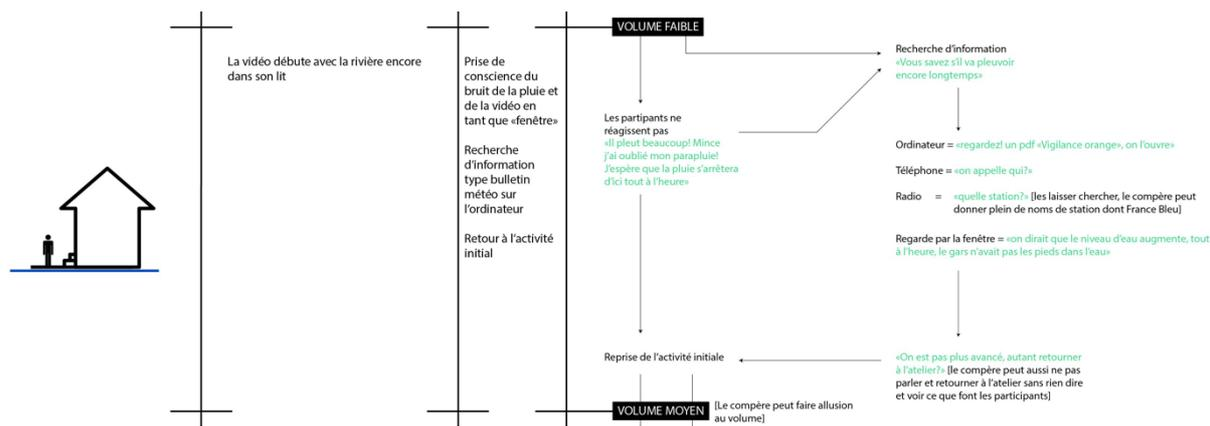 La vidéo débute avec la rivière encore
dans son lit
Prise de
conscience du
bruit de la pluie et
de la vidéo en
tant que «fenêtre»
Recherche
d'information
type bulletin
météo sur
l'ordinateur
Retour à l'activité
initial
VOLUME FAIBLE
Les partipants ne
réagissent pas
«Il pleut beaucoup! Mince
j'ai oublié mon parapluie!
J'espère que la pluie s'arrêtera
d'ici tout à l'heure»
Reprise de l'activité initiale
VOLUME MOYEN
[Le compère peut faire allusion
au volume]
Recherche d'information
«Vous savez s'il va pleuvoir
encore longtemps»
Ordinateur = «regardez! un pdf «Vigilance orange», on l'ouvre»
Téléphone = «on appelle qui?»
Radio = «quelle station?» [les laisser chercher, le compère peut
donner plein de noms de station dont France Bleu]
Regarde par la fenêtre = «on dirait que le niveau d'eau augmente, tout
à l'heure, le gars n'avait pas les pieds dans l'eau»
«On est pas plus avancé, autant retourner
à l'atelier?» [le compère peut aussi ne pas
parler et retourner à l'atelier sans rien dire
et voir ce que font les participants]